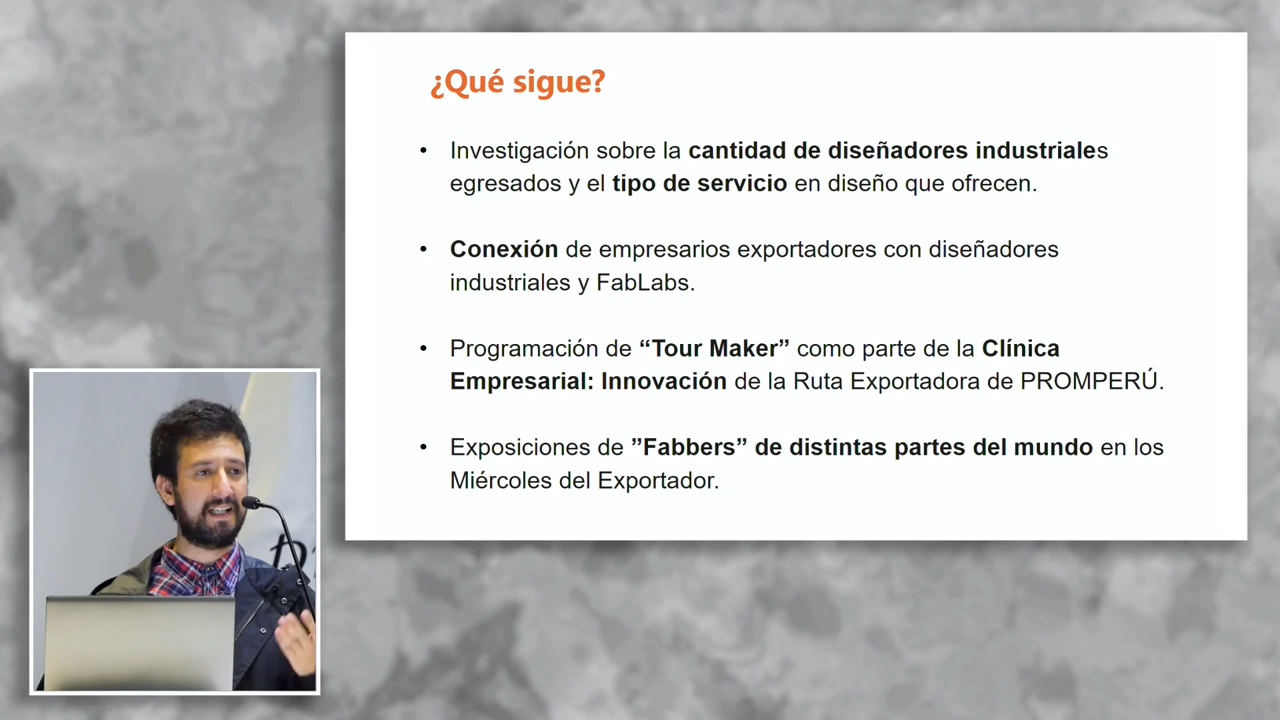 ¿Qué sigue?
• Investigación sobre la cantidad de diseñadores industriales
egresados y el tipo de servicio en diseño que ofrecen.
• Conexión de empresarios exportadores con diseñadores
industriales y FabLabs.
• Programación de “Tour Maker” como parte de la Clínica
Empresarial: Innovación de la Ruta Exportadora de PROMPERÚ.
• Exposiciones de ”Fabbers” de distintas partes del mundo en los
Miércoles del Exportador.